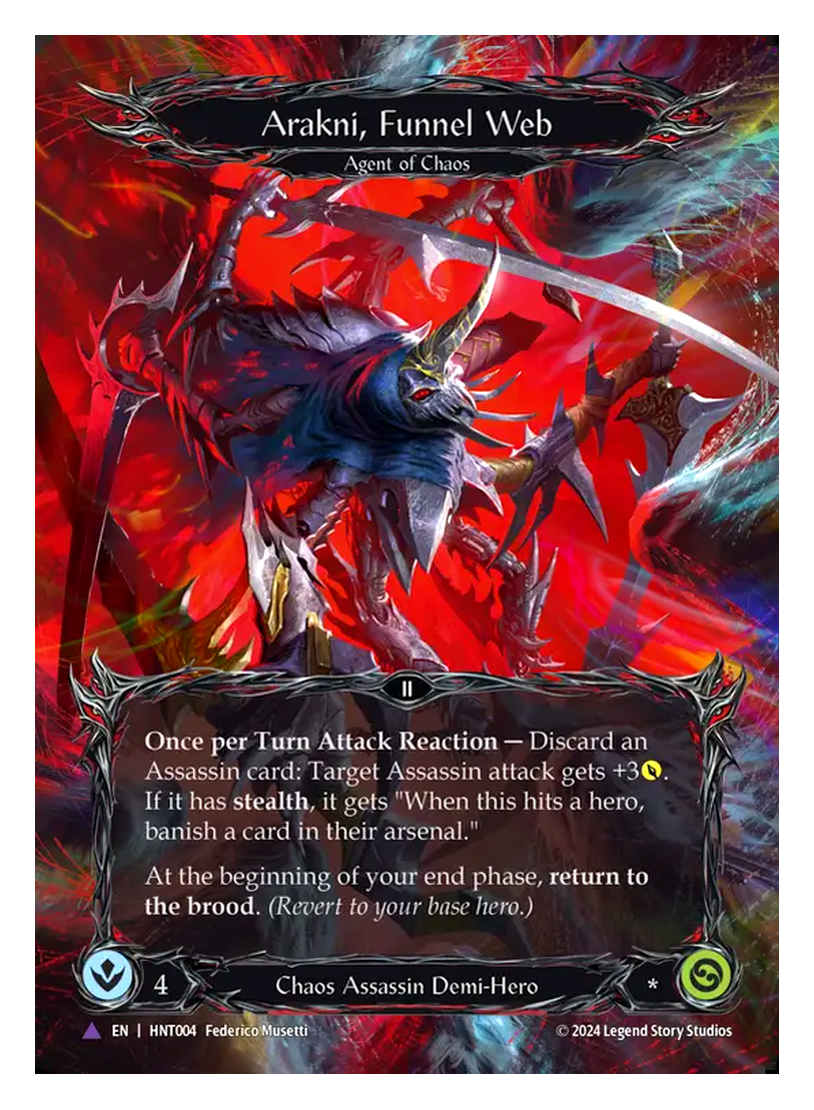 Arakni, Funnel Web
Agent of Chaos
II
Once per Turn Attack Reaction — Discard an
Assassin card: Target Assassin attack gets +3.
If it has stealth, it gets "When this hits a hero,
banish a card in their arsenal."
At the beginning of your end phase, return to
the brood. (Revert to your base hero.)
4 Chaos Assassin Demi-Hero *
EN | HNT004 Federico Musetti © 2024 Legend Story Studios